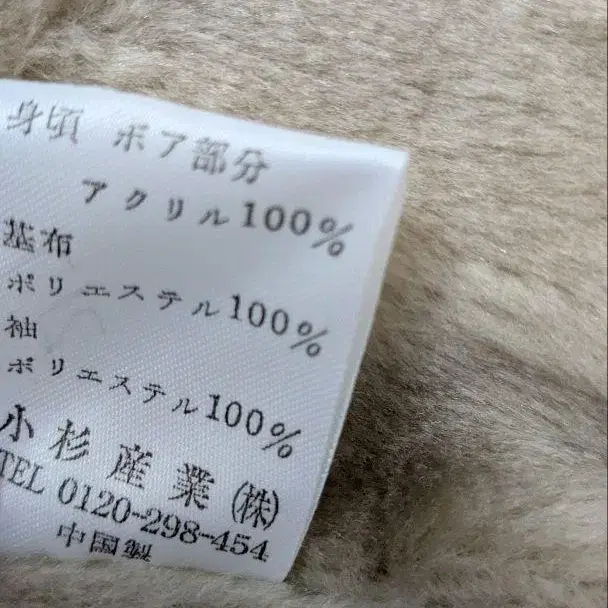 身頃 ボア部分
アクリル100%
基布
ポリエステル100%
袖
ポリエステル100%
小杉産業(株)
TEL 0120-298-454
中国製